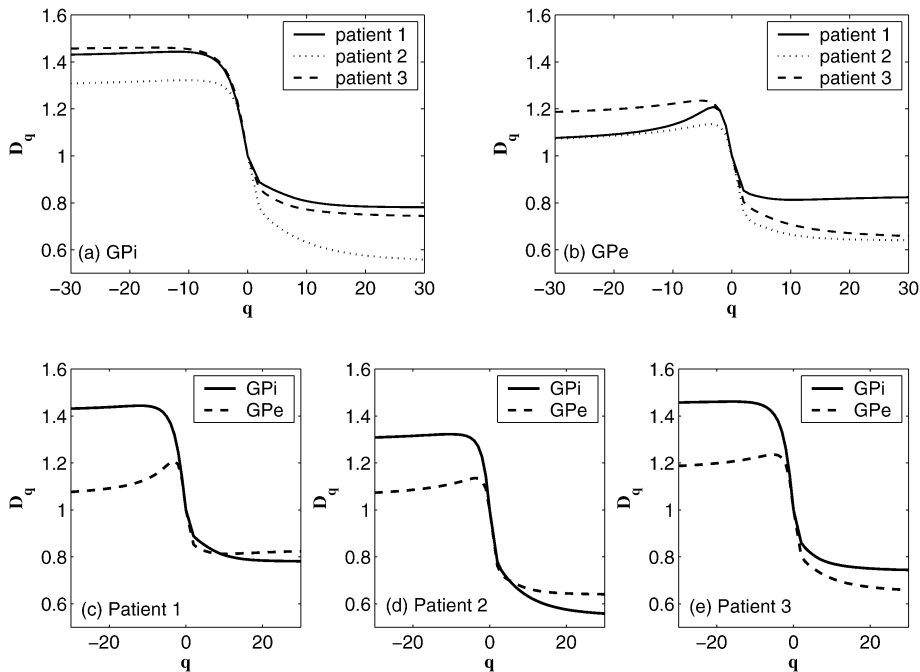 1.6
1.4
1.2
1
0.8
0.6
D_q
patient 1
patient 2
patient 3
(a) GPi
−30 −20 −10 0 10 20 30
q
1.6
1.4
1.2
1
0.8
0.6
D_q
patient 1
patient 2
patient 3
(b) GPe
−30 −20 −10 0 10 20 30
q
1.6
1.4
1.2
1
0.8
0.6
D_q
GPi
GPe
(c) Patient 1
−20 0 20
q
1.6
1.4
1.2
1
0.8
0.6
D_q
GPi
GPe
(d) Patient 2
−20 0 20
q
1.6
1.4
1.2
1
0.8
0.6
D_q
GPi
GPe
(e) Patient 3
−20 0 20
q